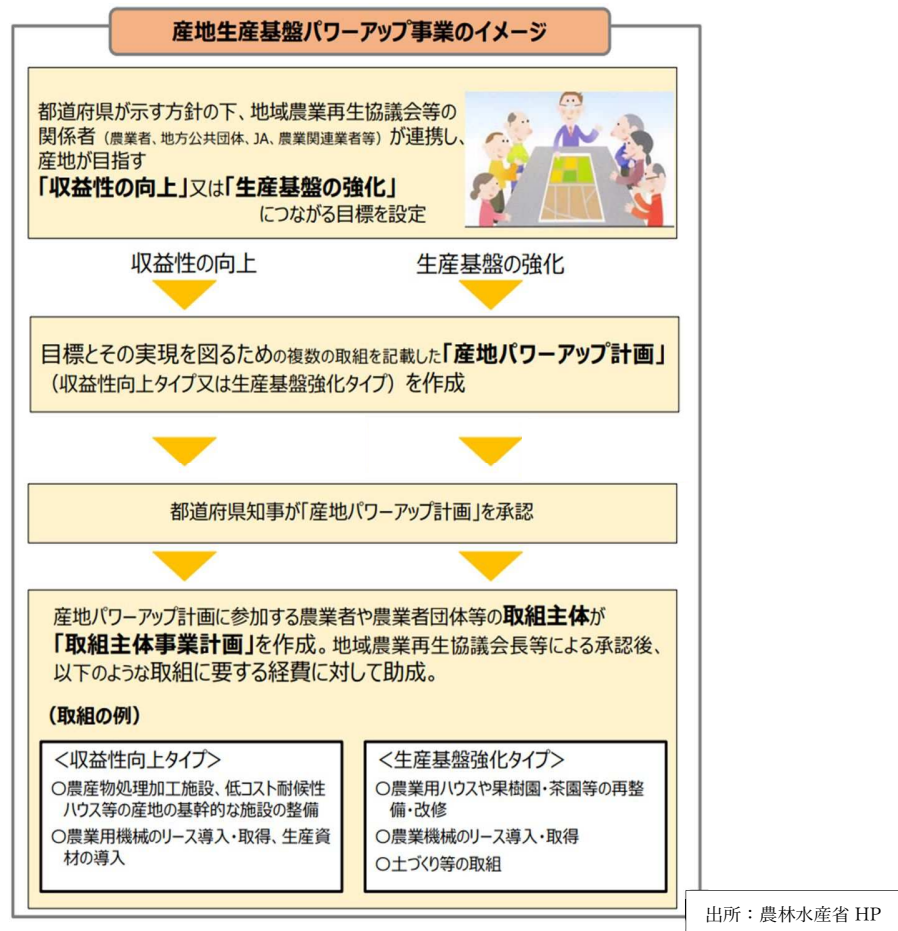 産地生産基盤パワーアップ事業のイメージ
都道府県が示す方針の下、地域農業再生協議会等の
関係者（農業者、地方公共団体、JA、農業関連業者等）が連携し、
産地が目指す
「収益性の向上」又は「生産基盤の強化」
につながる目標を設定
収益性の向上
生産基盤の強化
目標とその実現を図るための複数の取組を記載した「産地パワーアップ計画」
（収益性向上タイプ又は生産基盤強化タイプ）を作成
都道府県知事が「産地パワーアップ計画」を承認
産地パワーアップ計画に参加する農業者や農業者団体等の取組主体が
「取組主体事業計画」を作成。地域農業再生協議会長等による承認後、
以下のような取組に要する経費に対して助成。
（取組の例）
＜収益性向上タイプ＞
○農産物処理加工施設、低コスト耐候性
ハウス等の産地の基幹的な施設の整備
○農業用機械のリース導入・取得、生産資
材の導入
＜生産基盤強化タイプ＞
○農業用ハウスや果樹園・茶園等の再整
備・改修
○農業機械のリース導入・取得
○土づくり等の取組
出所：農林水産省 HP